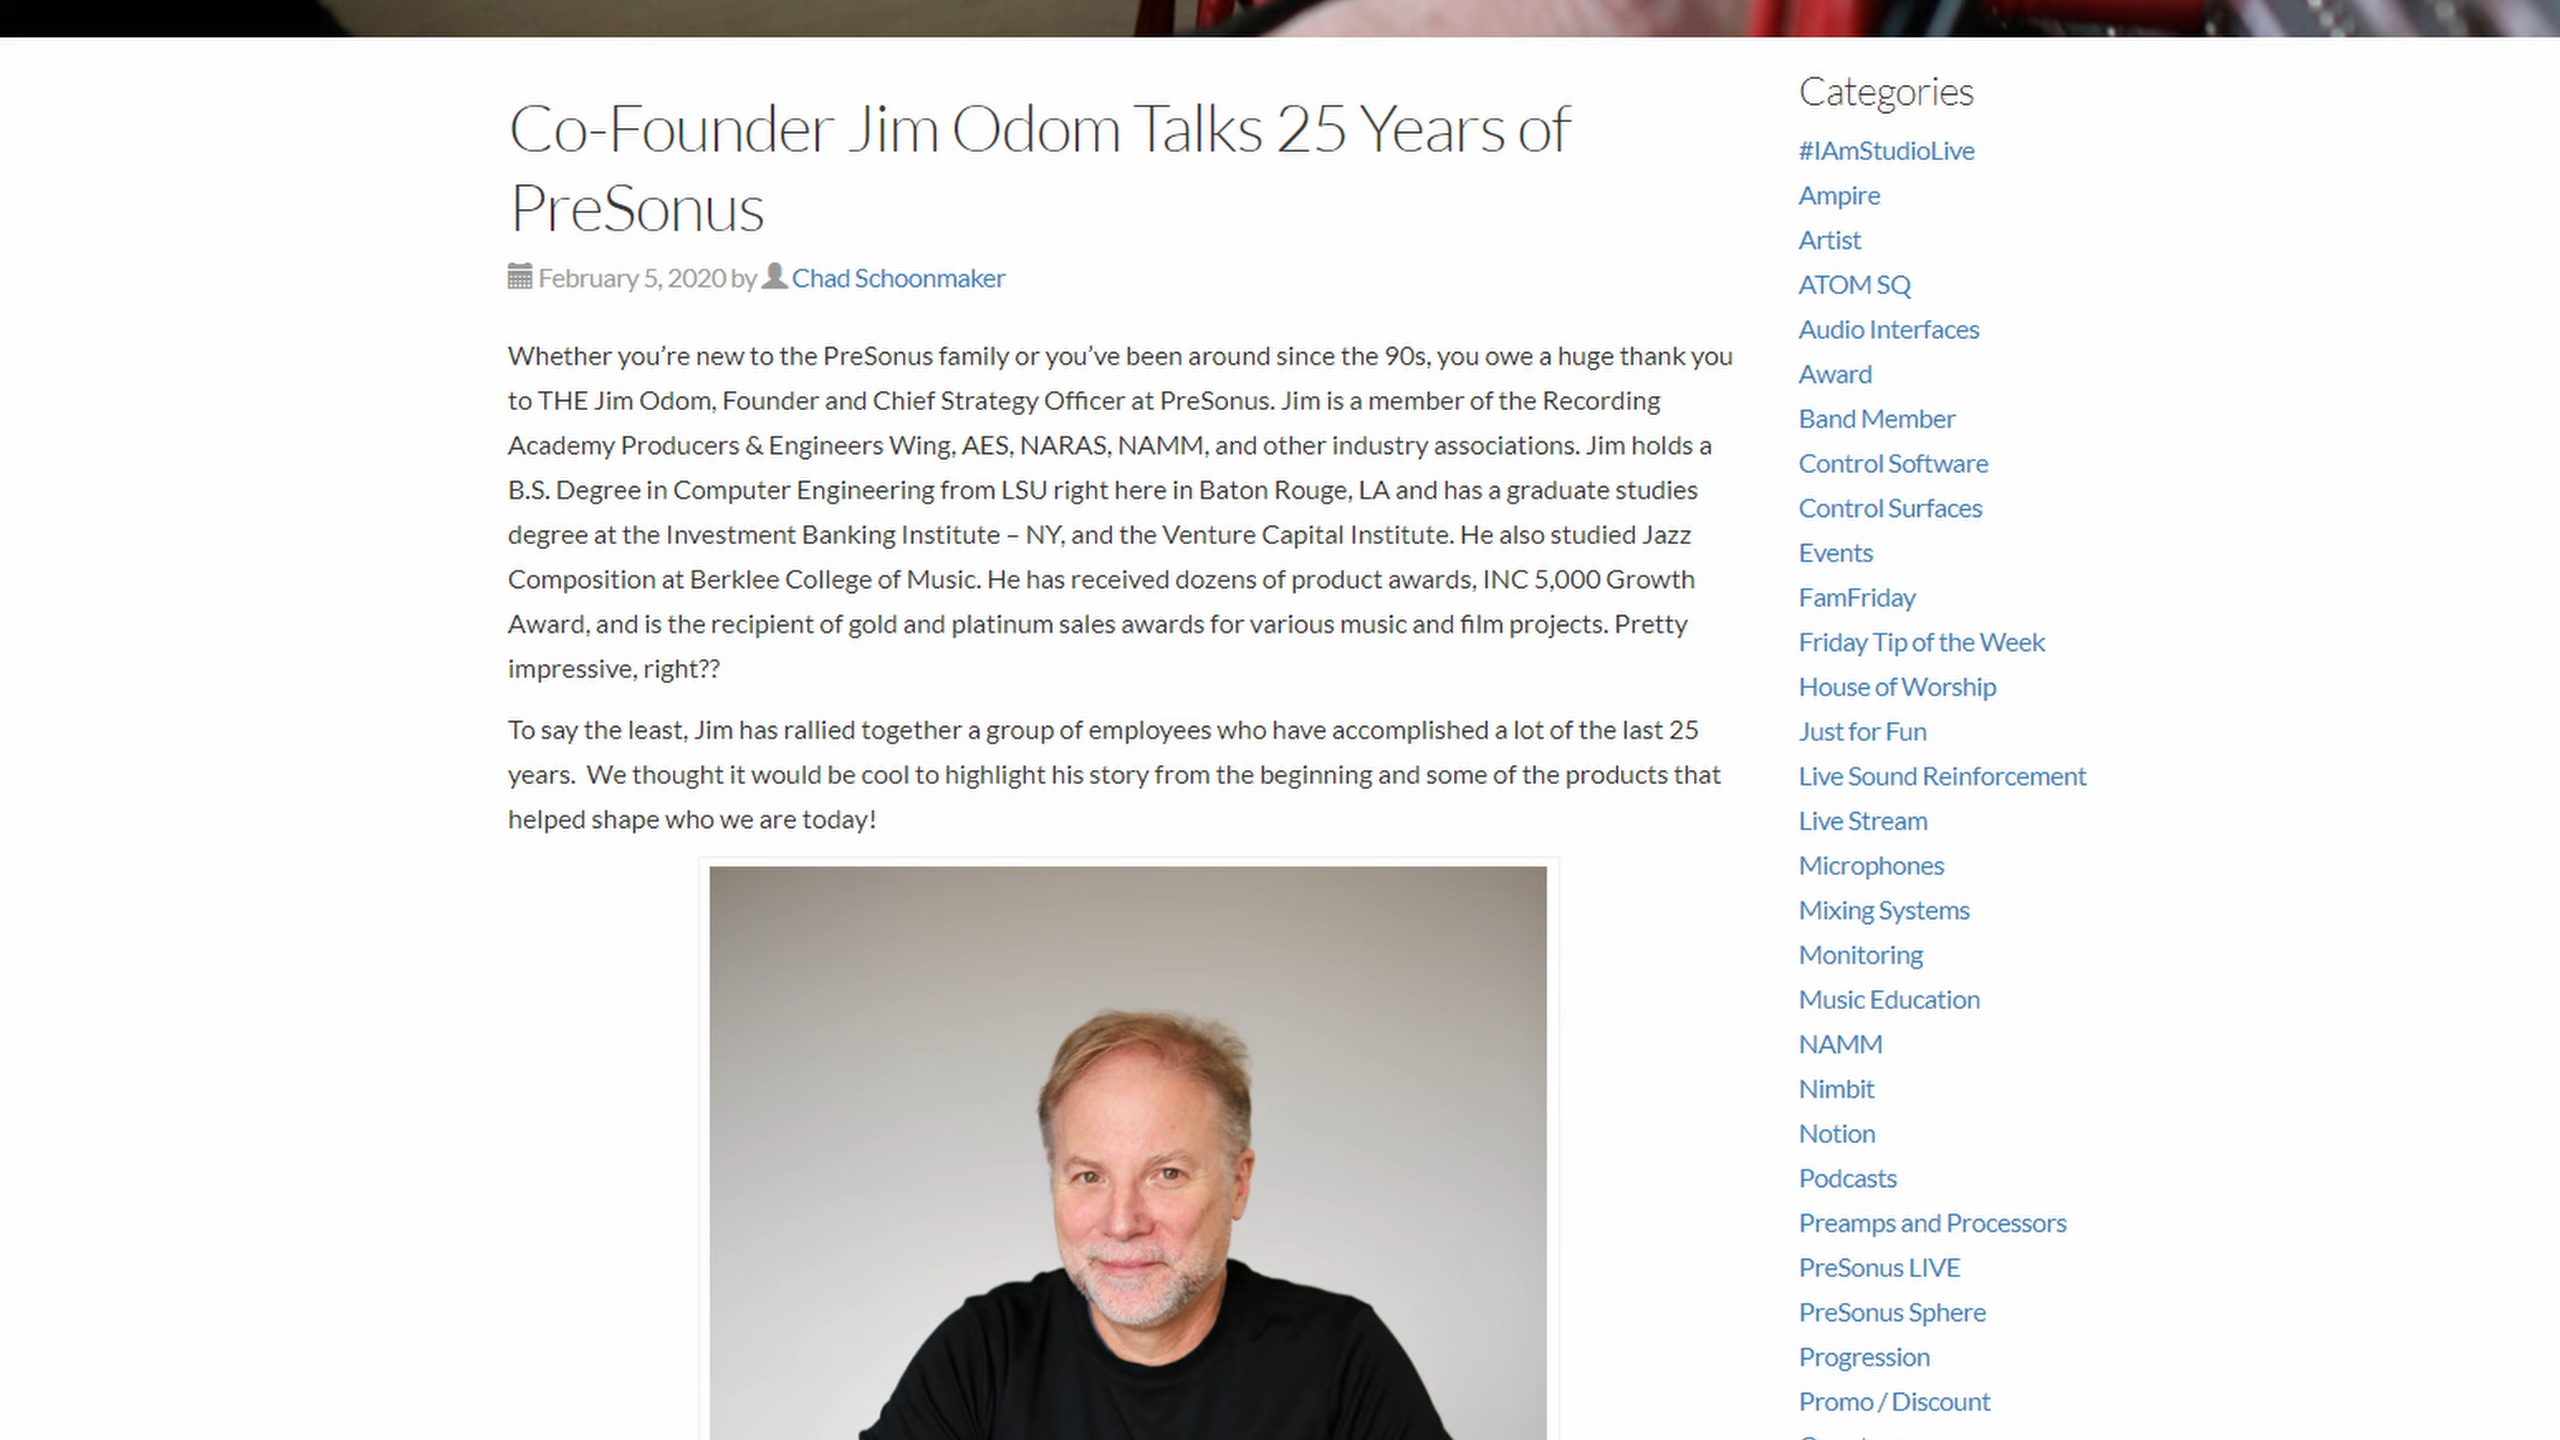 Co-Founder Jim Odom Talks 25 Years of
PreSonus
February 5, 2020 by Chad Schoonmaker
Whether you’re new to the PreSonus family or you’ve been around since the 90s, you owe a huge thank you
to THE Jim Odom, Founder and Chief Strategy Officer at PreSonus. Jim is a member of the Recording
Academy Producers & Engineers Wing, AES, NARAS, NAMM, and other industry associations. Jim holds a
B.S. Degree in Computer Engineering from LSU right here in Baton Rouge, LA and has a graduate studies
degree at the Investment Banking Institute – NY, and the Venture Capital Institute. He also studied Jazz
Composition at Berklee College of Music. He has received dozens of product awards, INC 5,000 Growth
Award, and is the recipient of gold and platinum sales awards for various music and film projects. Pretty
impressive, right??
To say the least, Jim has rallied together a group of employees who have accomplished a lot of the last 25
years.  We thought it would be cool to highlight his story from the beginning and some of the products that
helped shape who we are today!
Categories
#IAmStudioLive
Ampire
Artist
ATOM SQ
Audio Interfaces
Award
Band Member
Control Software
Control Surfaces
Events
FamFriday
Friday Tip of the Week
House of Worship
Just for Fun
Live Sound Reinforcement
Live Stream
Microphones
Mixing Systems
Monitoring
Music Education
NAMM
Nimbit
Notion
Podcasts
Preamps and Processors
PreSonus LIVE
PreSonus Sphere
Progression
Promo / Discount